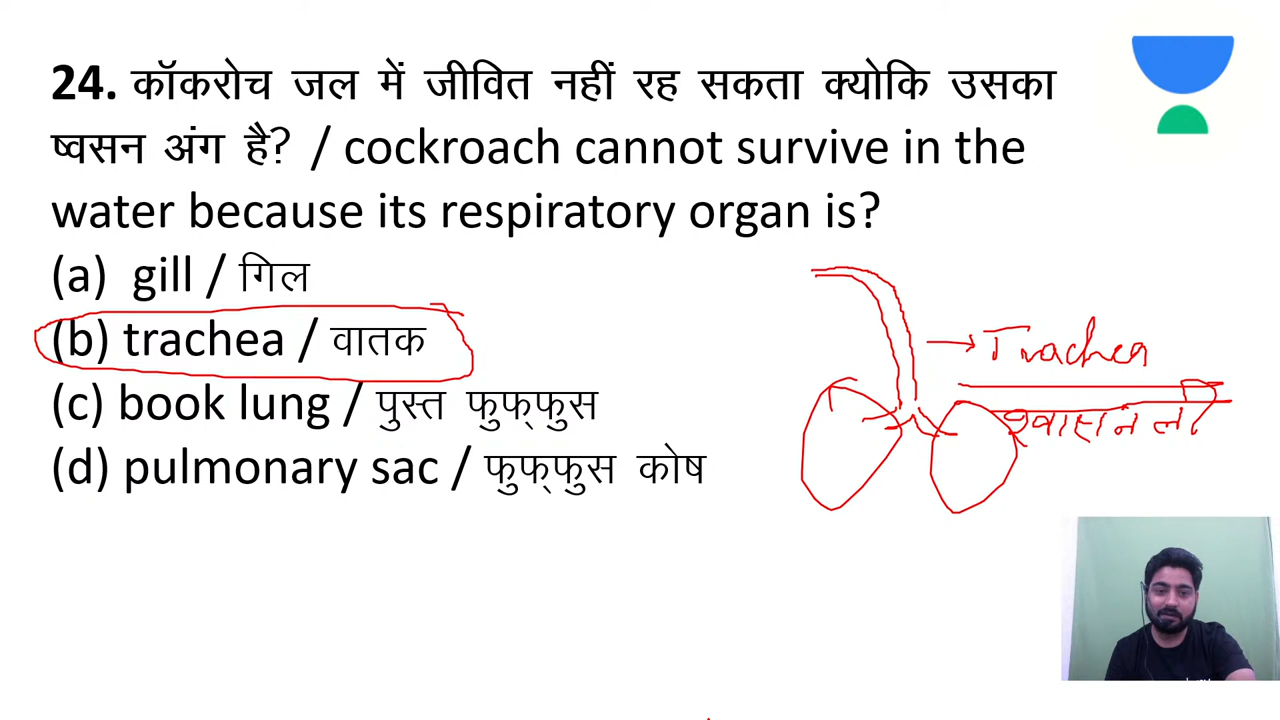 24. कॉकरोच जल में जीवित नहीं रह सकता क्योकि उसका
ष्वसन अंग है? / cockroach cannot survive in the
water because its respiratory organ is?
(a) gill / गिल
(b) trachea / वातक
(c) book lung / पुस्त फुफ्फुस
(d) pulmonary sac / फुफ्फुस कोष
Trachea